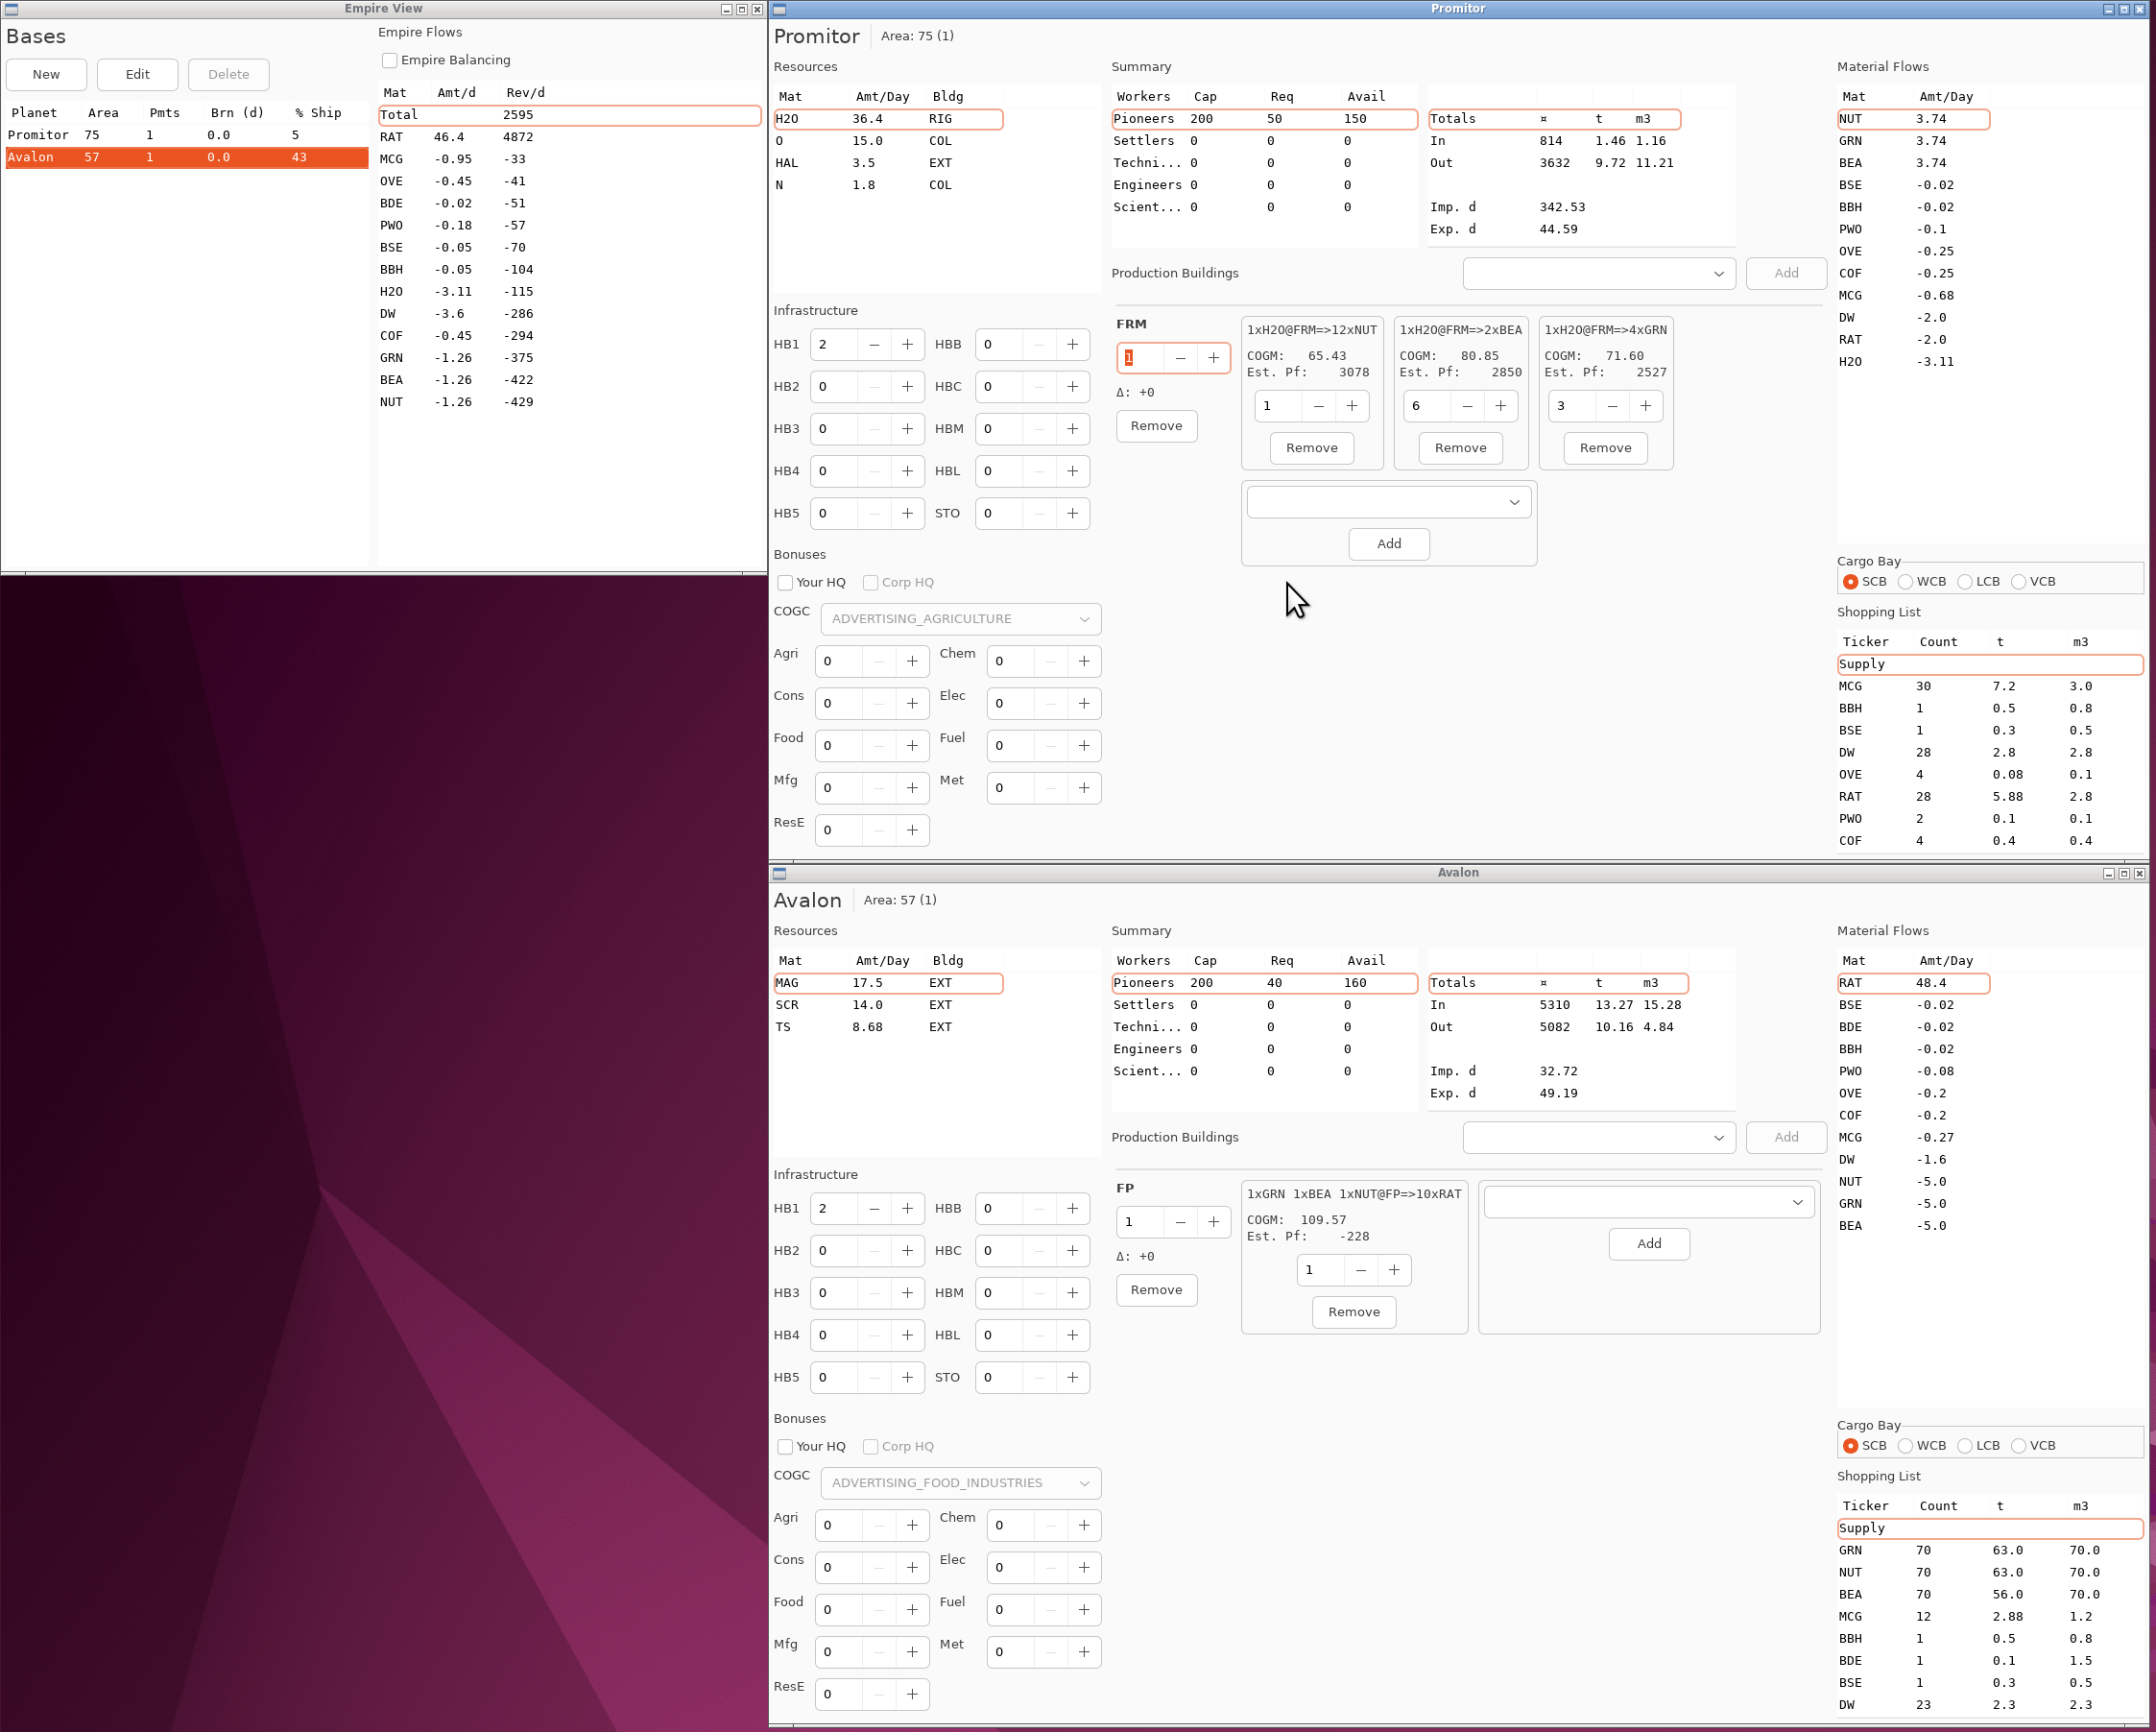 Empire View
Bases
New Edit Delete
Planet Area Pmts Brn (d) % Ship
Promitor 75 1 0.0 5
Avalon 57 1 0.0 43
Empire Flows
Empire Balancing
Mat Amt/d Rev/d
Total 2595
RAT 46.4 4872
MCG -0.95 -33
OVE -0.45 -41
BDE -0.02 -51
PWO -0.18 -57
BSE -0.05 -70
BBH -0.05 -104
H2O -3.11 -115
DW -3.6 -286
COF -0.45 -294
GRN -1.26 -375
BEA -1.26 -422
NUT -1.26 -429
Promitor
Promitor Area: 75 (1)
Resources
Mat Amt/Day Bldg
H2O 36.4 RIG
O 15.0 COL
HAL 3.5 EXT
N 1.8 COL
Infrastructure
HB1 2 HBB 0
HB2 0 HBC 0
HB3 0 HBM 0
HB4 0 HBL 0
HB5 0 STO 0
Bonuses
Your HQ Corp HQ
COGC ADVERTISING_AGRICULTURE
Agri 0 Chem 0
Cons 0 Elec 0
Food 0 Fuel 0
Mfg 0 Met 0
ResE 0
Summary
Workers Cap Req Avail
Pioneers 200 50 150
Settlers 0 0 0
Techni... 0 0 0
Engineers 0 0 0
Scient... 0 0 0
Totals ¤ t m3
In 814 1.46 1.16
Out 3632 9.72 11.21
Imp. d 342.53
Exp. d 44.59
Production Buildings Add
FRM
1
Δ: +0
Remove
1xH2O@FRM=>12xNUT
COGM: 65.43
Est. Pf: 3078
1
Remove
1xH2O@FRM=>2xBEA
COGM: 80.85
Est. Pf: 2850
6
Remove
1xH2O@FRM=>4xGRN
COGM: 71.60
Est. Pf: 2527
3
Remove
Add
Material Flows
Mat Amt/Day
NUT 3.74
GRN 3.74
BEA 3.74
BSE -0.02
BBH -0.02
PWO -0.1
OVE -0.25
COF -0.25
MCG -0.68
DW -2.0
RAT -2.0
H2O -3.11
Cargo Bay
SCB WCB LCB VCB
Shopping List
Ticker Count t m3
Supply
MCG 30 7.2 3.0
BBH 1 0.5 0.8
BSE 1 0.3 0.5
DW 28 2.8 2.8
OVE 4 0.08 0.1
RAT 28 5.88 2.8
PWO 2 0.1 0.1
COF 4 0.4 0.4
Avalon
Avalon Area: 57 (1)
Resources
Mat Amt/Day Bldg
MAG 17.5 EXT
SCR 14.0 EXT
TS 8.68 EXT
Infrastructure
HB1 2 HBB 0
HB2 0 HBC 0
HB3 0 HBM 0
HB4 0 HBL 0
HB5 0 STO 0
Bonuses
Your HQ Corp HQ
COGC ADVERTISING_FOOD_INDUSTRIES
Agri 0 Chem 0
Cons 0 Elec 0
Food 0 Fuel 0
Mfg 0 Met 0
ResE 0
Summary
Workers Cap Req Avail
Pioneers 200 40 160
Settlers 0 0 0
Techni... 0 0 0
Engineers 0 0 0
Scient... 0 0 0
Totals ¤ t m3
In 5310 13.27 15.28
Out 5082 10.16 4.84
Imp. d 32.72
Exp. d 49.19
Production Buildings Add
FP
1
Δ: +0
Remove
1xGRN 1xBEA 1xNUT@FP=>10xRAT
COGM: 109.57
Est. Pf: -228
1
Remove
Add
Material Flows
Mat Amt/Day
RAT 48.4
BSE -0.02
BDE -0.02
BBH -0.02
PWO -0.08
OVE -0.2
COF -0.2
MCG -0.27
DW -1.6
NUT -5.0
GRN -5.0
BEA -5.0
Cargo Bay
SCB WCB LCB VCB
Shopping List
Ticker Count t m3
Supply
GRN 70 63.0 70.0
NUT 70 63.0 70.0
BEA 70 56.0 70.0
MCG 12 2.88 1.2
BBH 1 0.5 0.8
BDE 1 0.1 1.5
BSE 1 0.3 0.5
DW 23 2.3 2.3